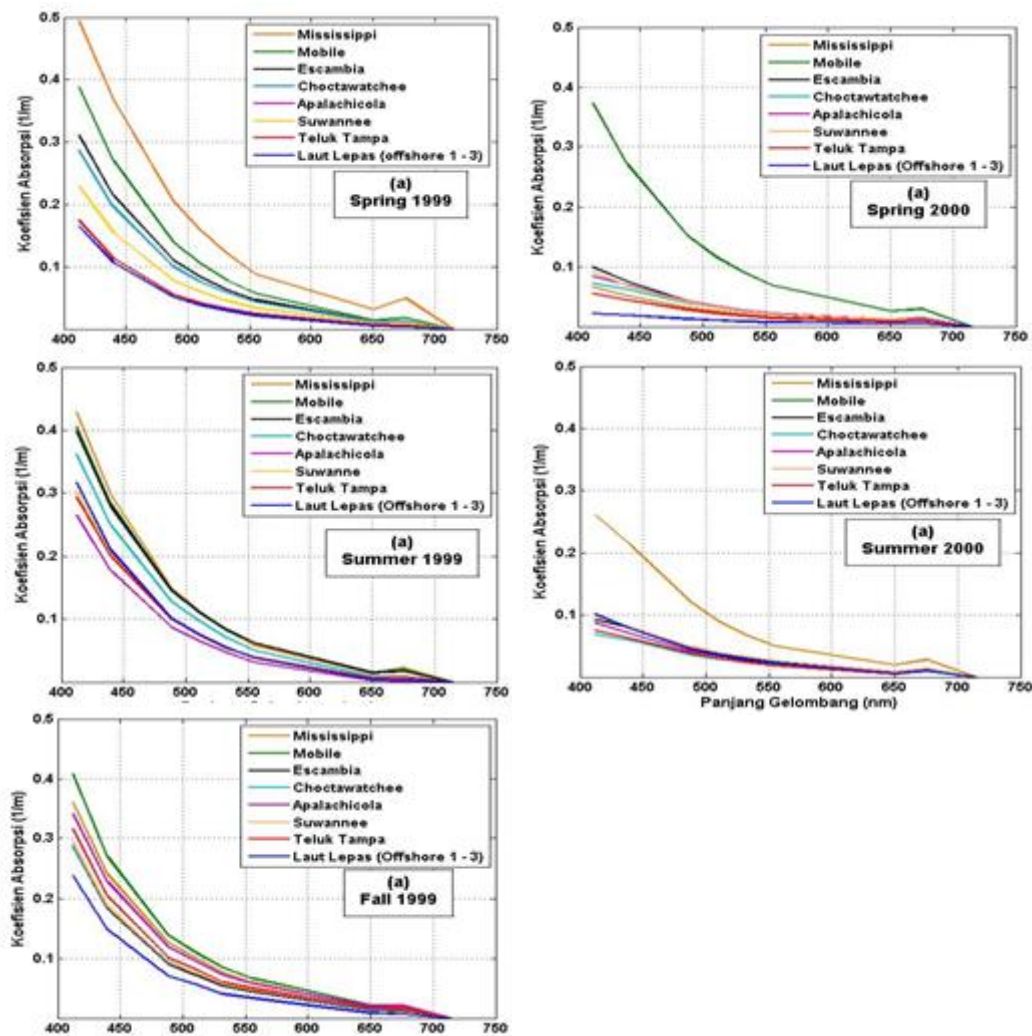 0.5
0.4
0.3
0.2
0.1
Koefisien Absorpsi (1/m)
Mississippi
Mobile
Escambia
Choctawatchee
Apalachicola
Suwannee
Teluk Tampa
Laut Lepas (offshore 1 - 3)
(a)
Spring 1999
400 450 500 550 600 650 700 750
0.5
0.4
0.3
0.2
0.1
Koefisien Absorpsi (1/m)
Mississippi
Mobile
Escambia
Choctawtatchee
Apalachicola
Suwannee
Teluk Tampa
Laut Lepas (Offshore 1 - 3)
(a)
Spring 2000
400 450 500 550 600 650 700 750
0.5
0.4
0.3
0.2
0.1
Koefisien Absorpsi (1/m)
Mississippi
Mobile
Escambia
Choctawatchee
Apalachicola
Suwanne
Teluk Tampa
Laut Lepas (Offshore 1 - 3)
(a)
Summer 1999
400 450 500 550 600 650 700 750
0.5
0.4
0.3
0.2
0.1
Koefisien Absorpsi (1/m)
Mississippi
Mobile
Escambia
Choctawatchee
Apalachicola
Suwannee
Teluk Tampa
Laut Lepas (Offshore 1 - 3)
(a)
Summer 2000
400 450 500 550 600 650 700 750
Panjang Gelombang (nm)
0.5
0.4
0.3
0.2
0.1
Koefisien Absorpsi (1/m)
Mississippi
Mobile
Escambia
Choctawatchee
Apalachicola
Suwannee
Teluk Tampa
Laut Lepas (Offshore 1 - 3)
(a)
Fall 1999
400 450 500 550 600 650 700 750